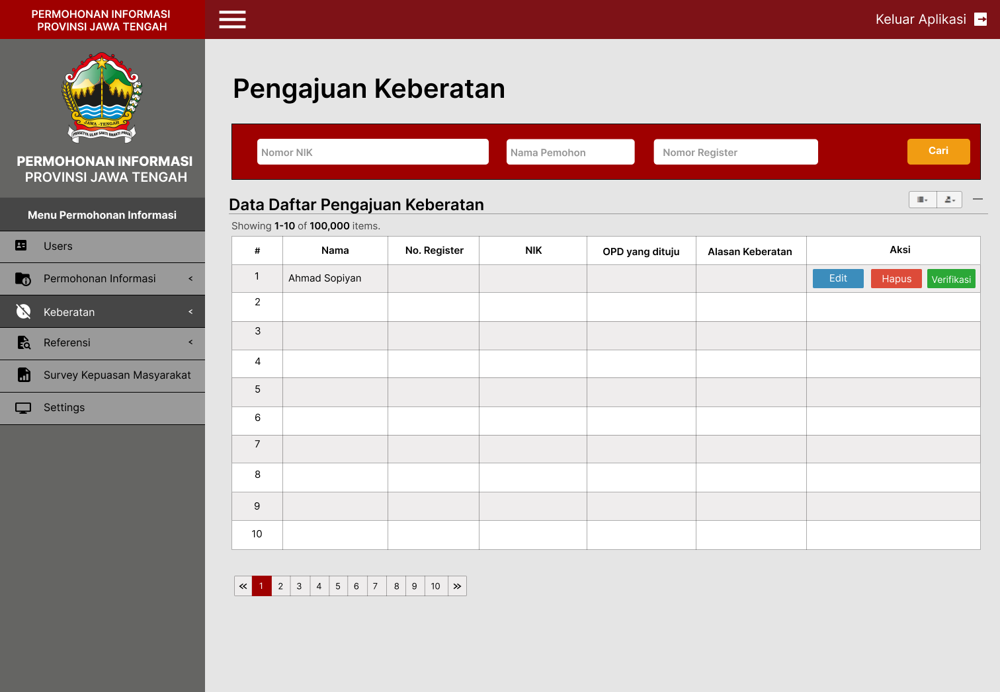 PERMOHONAN INFORMASI
PROVINSI JAWA TENGAH
Keluar Aplikasi
JAWA - TENGAH
PRASETYA ULAH SAKTI BHAKTI PRAJA
PERMOHONAN INFORMASI
PROVINSI JAWA TENGAH
Menu Permohonan Informasi
Users
Permohonan Informasi <
Keberatan <
Referensi <
Survey Kepuasan Masyarakat
Settings
Pengajuan Keberatan
Nomor NIK Nama Pemohon Nomor Register Cari
Data Daftar Pengajuan Keberatan
Showing 1-10 of 100,000 items.
# Nama No. Register NIK OPD yang dituju Alasan Keberatan Aksi
1 Ahmad Sopiyan Edit Hapus Verifikasi
2
3
4
5
6
7
8
9
10
« 1 2 3 4 5 6 7 8 9 10 »